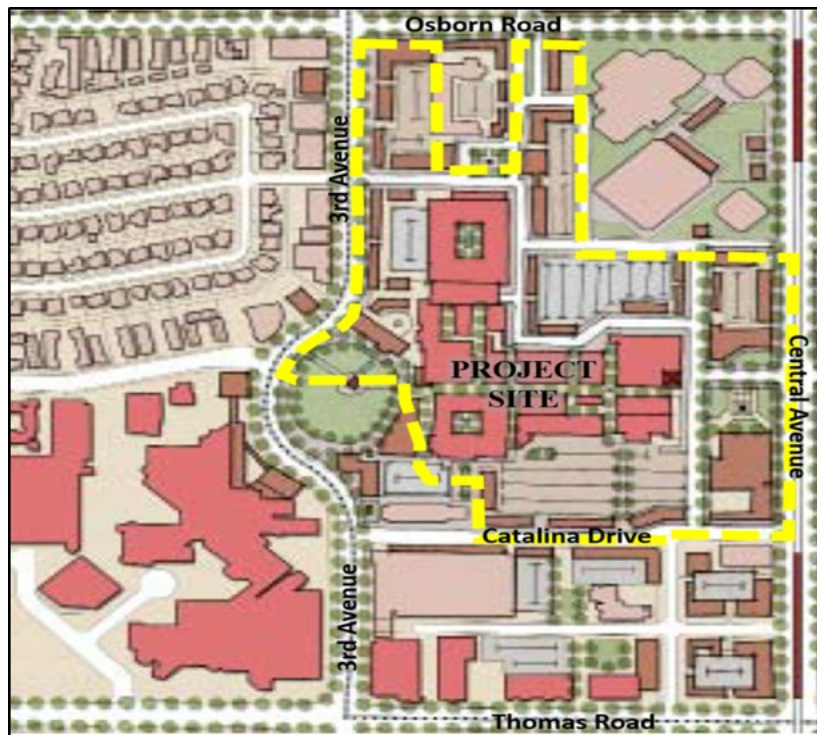 Osborn Road
3rd Avenue
PROJECT
SITE
Central Avenue
Catalina Drive
3rd Avenue
Thomas Road